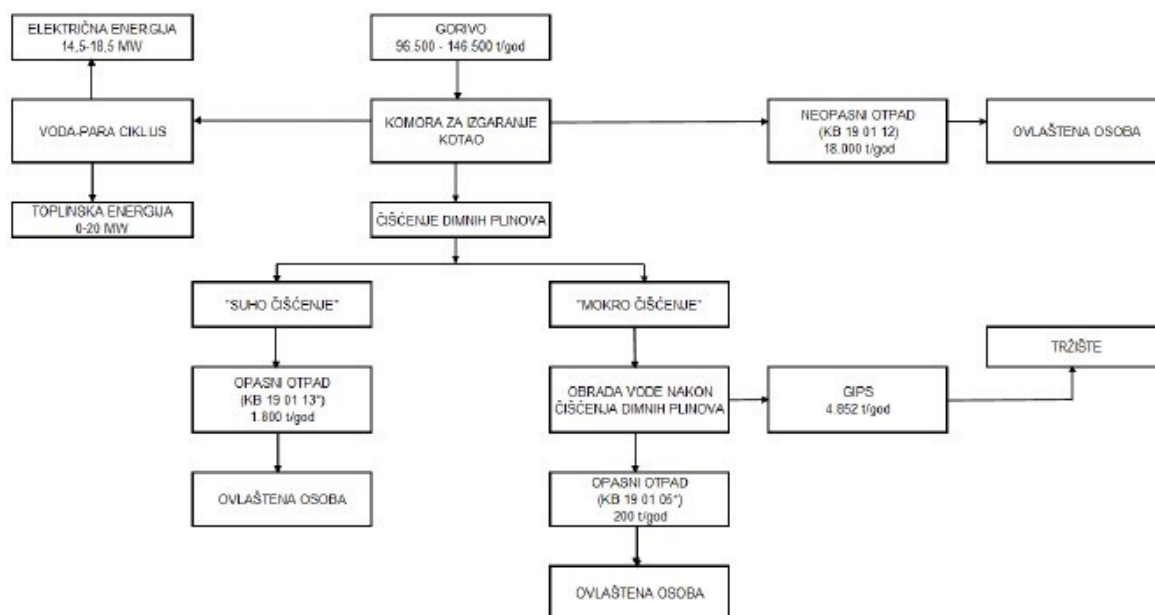 ELEKTRIČNA ENERGIJA
14,5-18,5 MW
GORIVO
96.500 - 146.500 t/god
VODA-PARA CIKLUS
KOMORA ZA IZGARANJE
KOTAO
NEOPASNI OTPAD
(KB 19 01 12)
18.000 t/god
OVLAŠTENA OSOBA
TOPLINSKA ENERGIJA
0-20 MW
ČIŠĆENJE DIMNIH PLINOVA
"SUHO ČIŠĆENJE"
"MOKRO ČIŠĆENJE"
TRŽIŠTE
OPASNI OTPAD
(KB 19 01 13*)
1.800 t/god
OBRADA VODE NAKON
ČIŠĆENJA DIMNIH PLINOVA
GIPS
4.852 t/god
OVLAŠTENA OSOBA
OPASNI OTPAD
(KB 19 01 05*)
200 t/god
OVLAŠTENA OSOBA